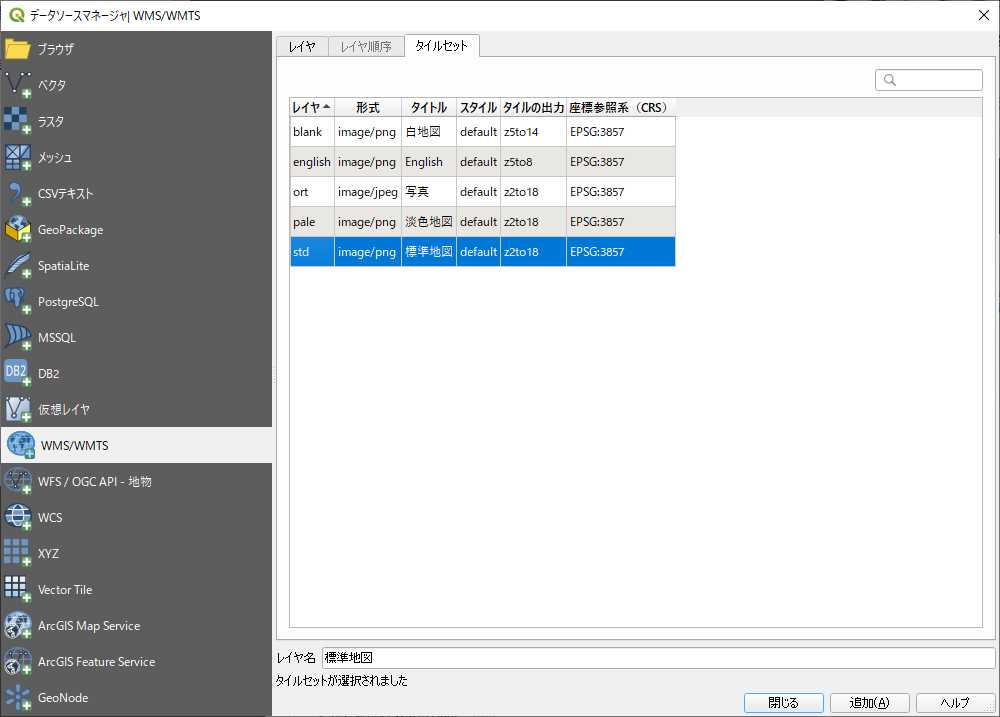 データソースマネージャ| WMS/WMTS
ブラウザ
ベクタ
ラスタ
メッシュ
CSVテキスト
GeoPackage
SpatiaLite
PostgreSQL
MSSQL
DB2
DB2
仮想レイヤ
WMS/WMTS
WFS / OGC API - 地物
WCS
XYZ
Vector Tile
ArcGIS Map Service
ArcGIS Feature Service
GeoNode
レイヤ レイヤ順序 タイルセット
レイヤ 形式 タイトル スタイル タイルの出力 座標参照系（CRS）
blank image/png 白地図 default z5to14 EPSG:3857
english image/png English default z5to8 EPSG:3857
ort image/jpeg 写真 default z2to18 EPSG:3857
pale image/png 淡色地図 default z2to18 EPSG:3857
std image/png 標準地図 default z2to18 EPSG:3857
レイヤ名 標準地図
タイルセットが選択されました
閉じる 追加(A) ヘルプ